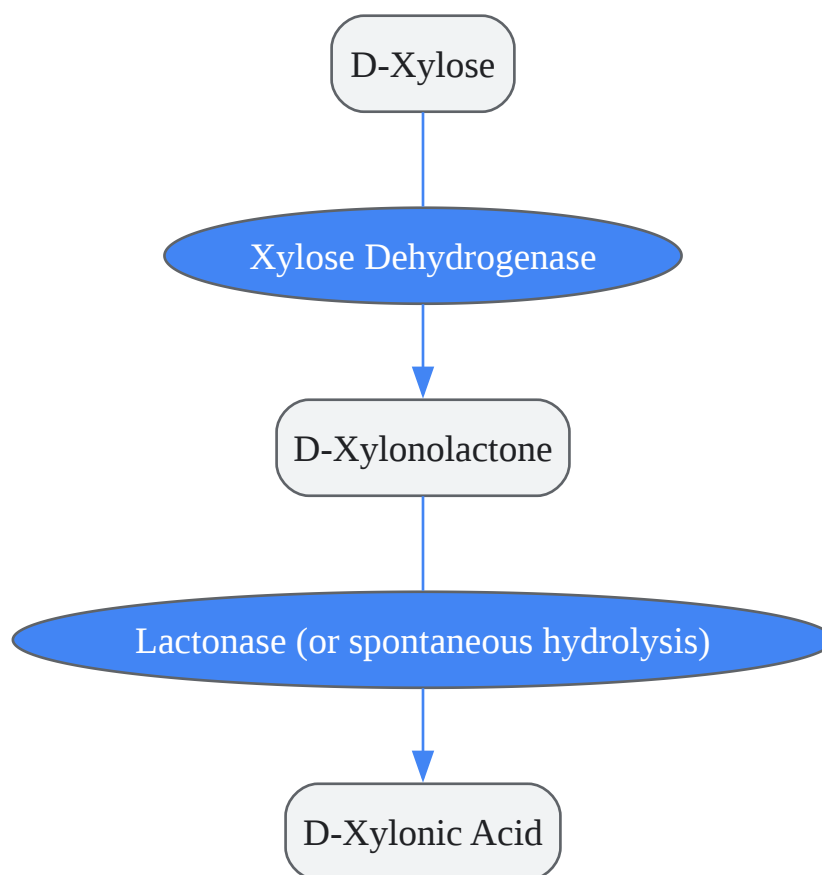 D-Xylose
Xylose Dehydrogenase
D-Xylonolactone
Lactonase (or spontaneous hydrolysis)
D-Xylonic Acid